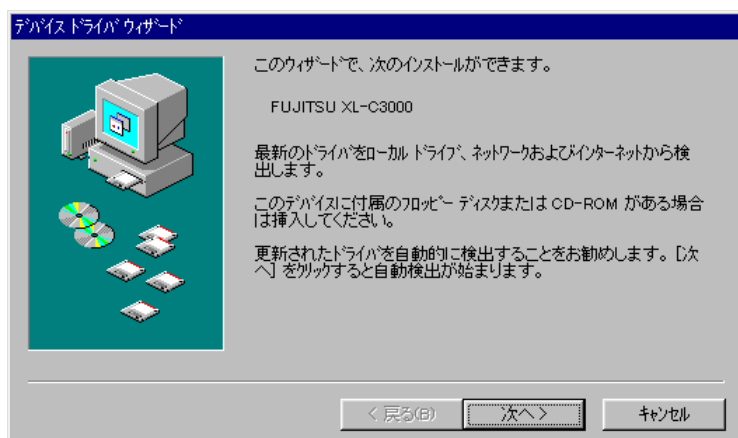 ﾃﾞﾊﾞｲｽ ﾄﾞﾗｲﾊﾞ ｳｨｻﾞｰﾄﾞ
このｳｨｻﾞｰﾄﾞで、次のｲﾝｽﾄｰﾙができます。
FUJITSU XL-C3000
最新のﾄﾞﾗｲﾊﾞをﾛｰｶﾙ ﾄﾞﾗｲﾌﾞ、ﾈｯﾄﾜｰｸおよびｲﾝﾀｰﾈｯﾄから検
出します。
このﾃﾞﾊﾞｲｽに付属のﾌﾛｯﾋﾟｰ ﾃﾞｨｽｸまたは CD-ROM がある場合
は挿入してください。
更新されたﾄﾞﾗｲﾊﾞを自動的に検出することをお勧めします。[次
へ] をｸﾘｯｸすると自動検出が始まります。
< 戻る(B)
次へ >
ｷｬﾝｾﾙ